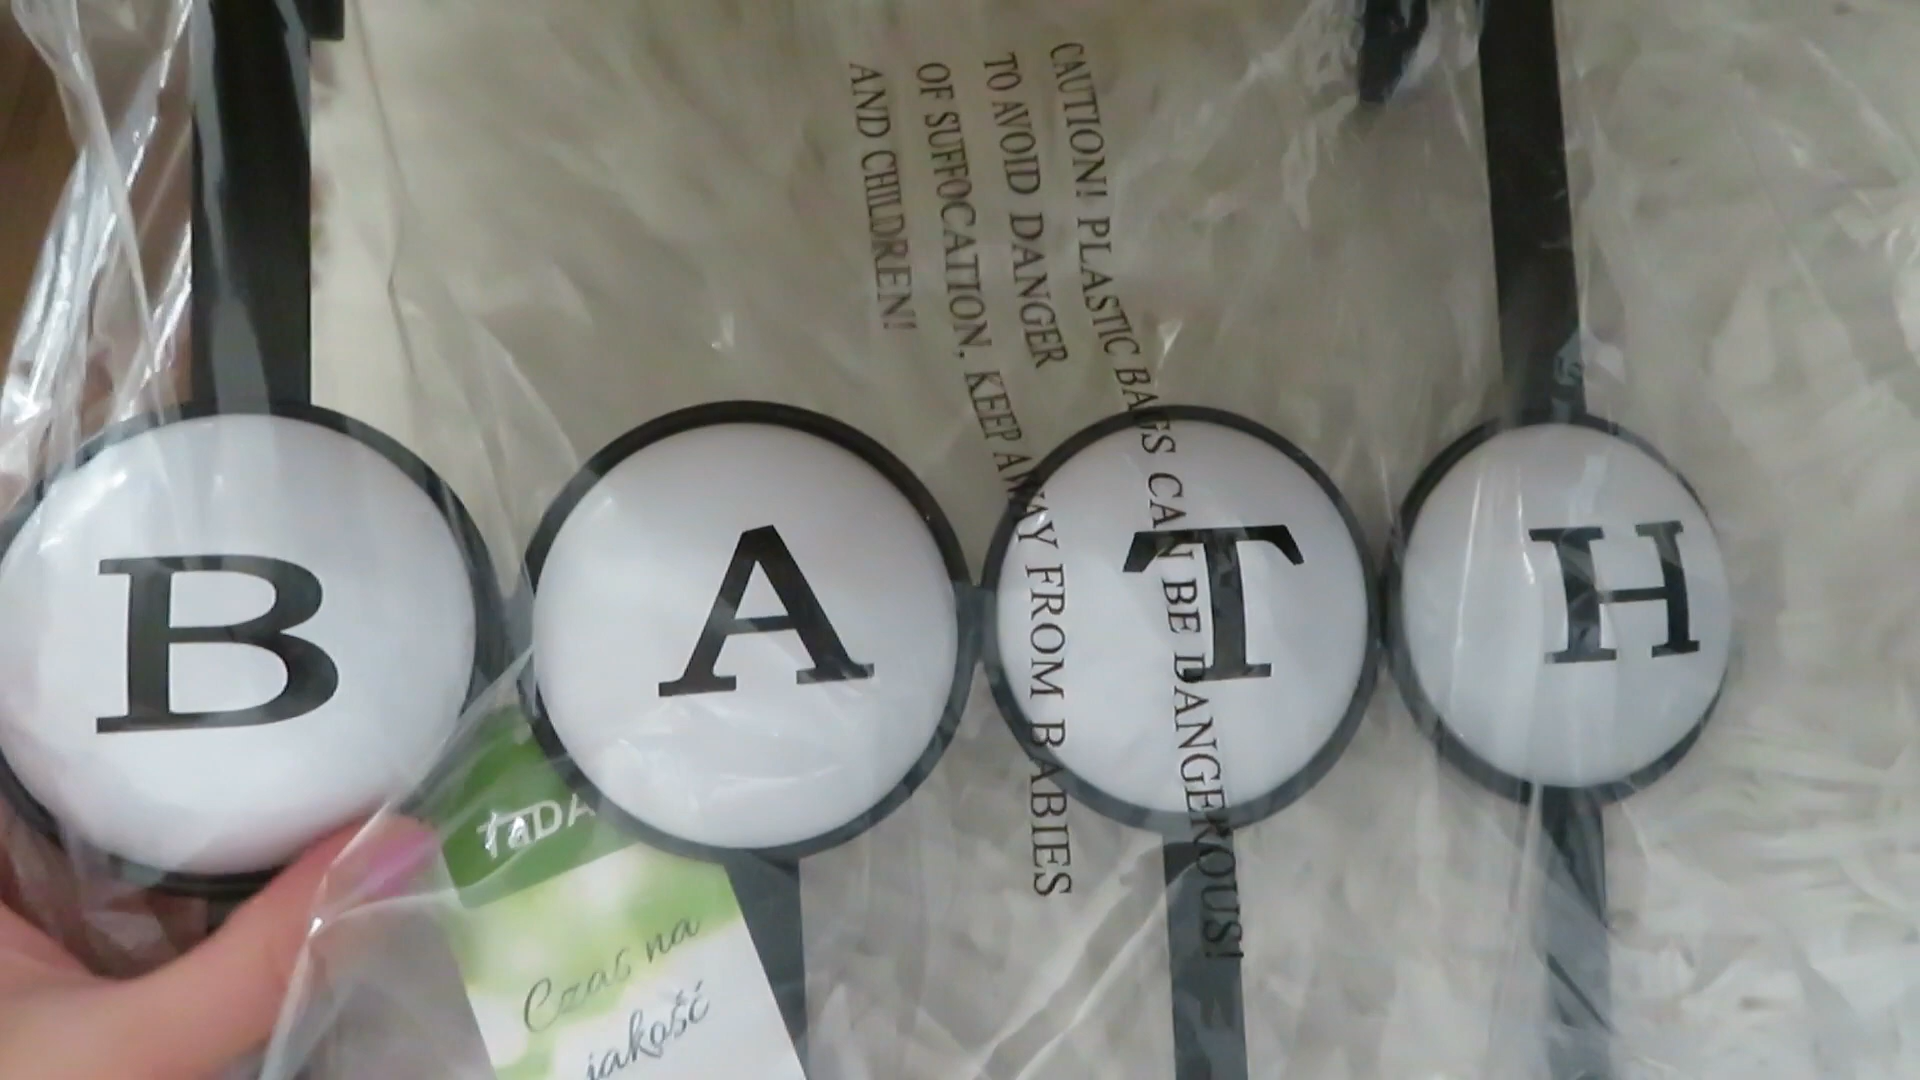 CAUTION! PLASTIC BAGS CAN BE DANGEROUS!
TO AVOID DANGER
OF SUFFOCATION, KEEP AWAY FROM BABIES
AND CHILDREN!
B A T H
taDA
Czas na
jakość